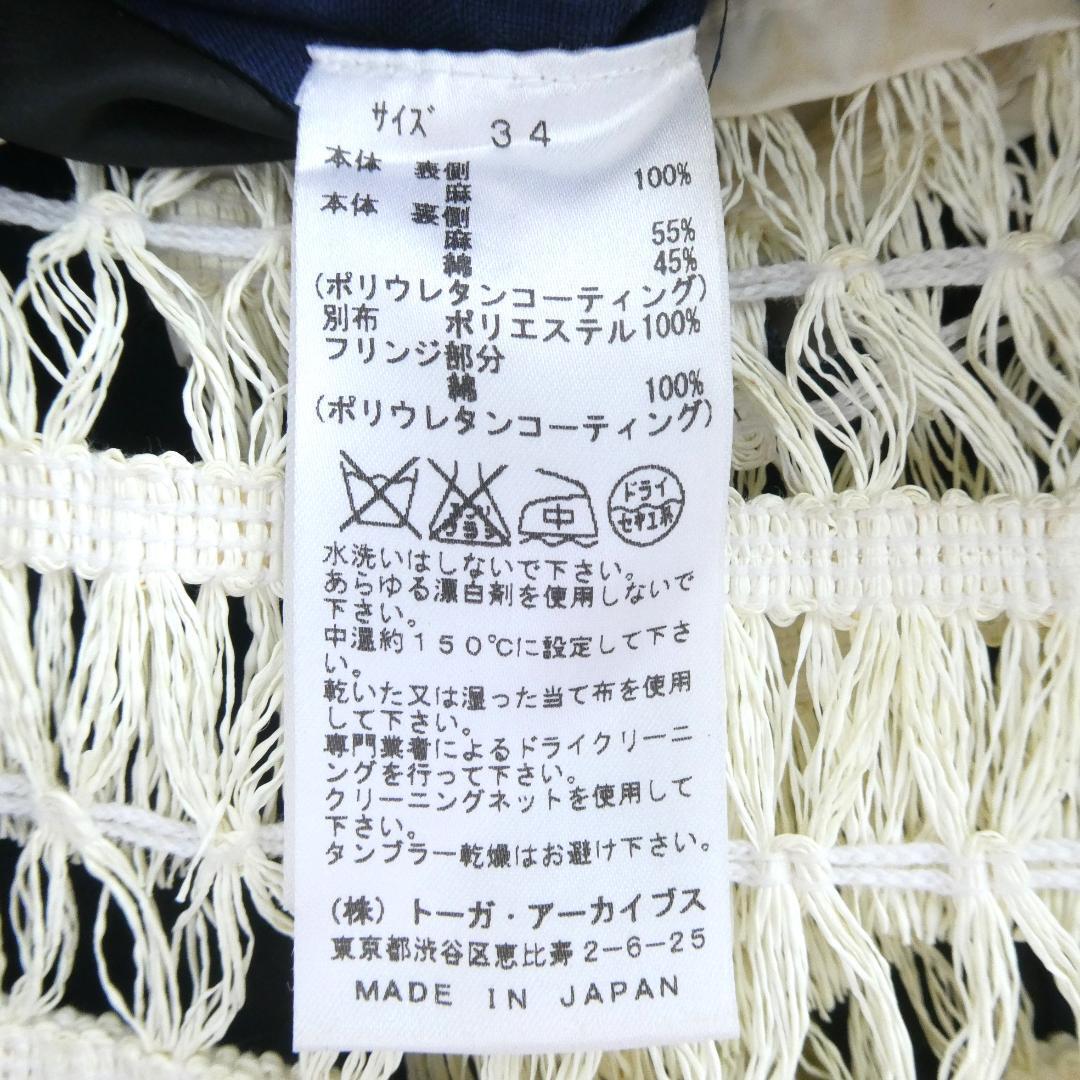 サイズ 34
本体 表側
麻 100%
本体 裏側
麻 55%
綿 45%
(ポリウレタンコーティング)
別布 ポリエステル100%
フリンジ部分
綿 100%
(ポリウレタンコーティング)
エンソ サラシ 中 ドライ
セキユ系
水洗いはしないで下さい。
あらゆる漂白剤を使用しないで
下さい。
中温約150℃に設定して下さ
い。
乾いた又は湿った当て布を使用
して下さい。
専門業者によるドライクリーニ
ングを行って下さい。
クリーニングネットを使用して
下さい。
タンブラー乾燥はお避け下さい。
(株)トーガ・アーカイブス
東京都渋谷区恵比寿2-6-25
MADE IN JAPAN